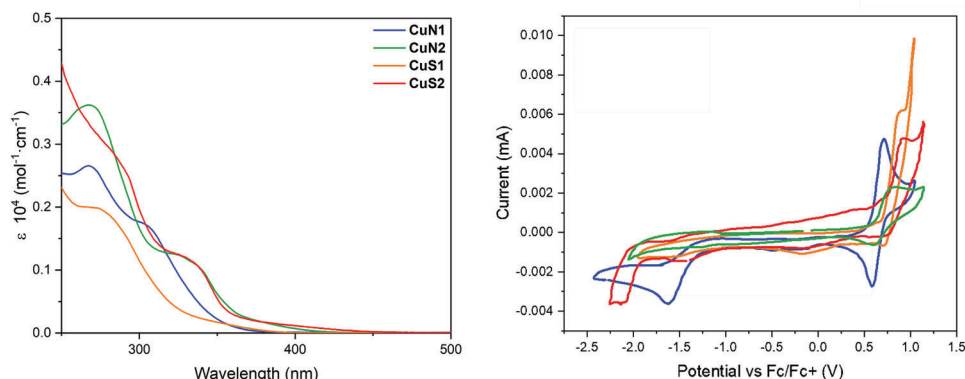 0.5
0.4
0.3
0.2
0.1
0.0
ε 10⁴ (mol⁻¹·cm⁻¹)
CuN1
CuN2
CuS1
CuS2
300
400
500
Wavelength (nm)
0.010
0.008
0.006
0.004
0.002
0.000
-0.002
-0.004
Current (mA)
-2.5 -2.0 -1.5 -1.0 -0.5 0.0 0.5 1.0 1.5
Potential vs Fc/Fc+ (V)